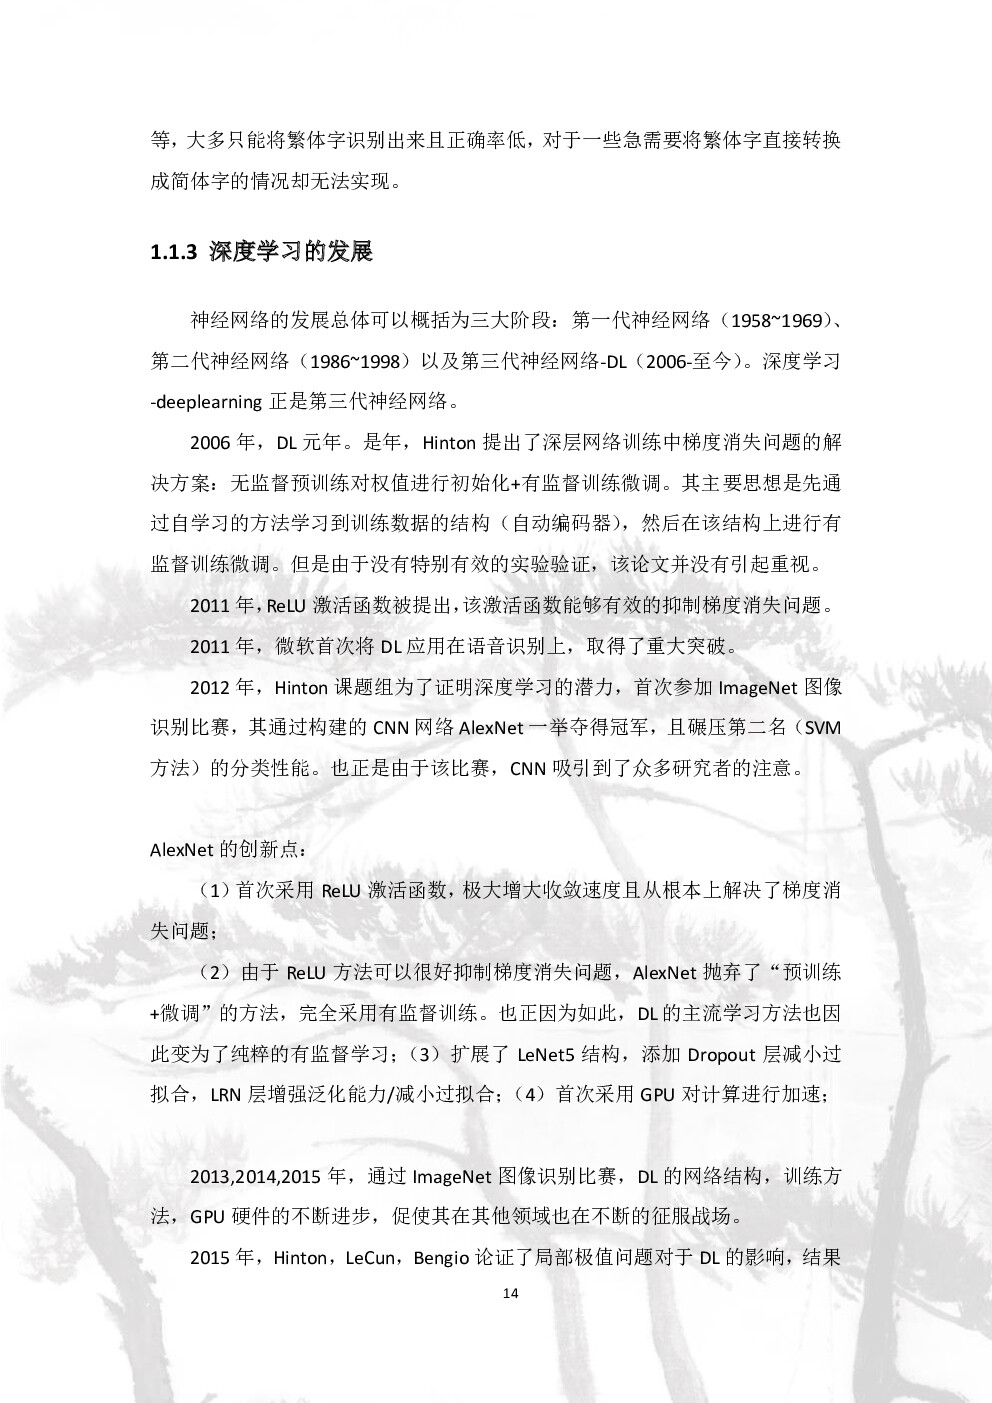 等，大多只能将繁体字识别出来且正确率低，对于一些急需要将繁体字直接转换
成简体字的情况却无法实现。
1.1.3 深度学习的发展
神经网络的发展总体可以概括为三大阶段：第一代神经网络（1958~1969）、
第二代神经网络（1986~1998）以及第三代神经网络-DL（2006-至今）。深度学习
-deeplearning 正是第三代神经网络。
2006 年，DL 元年。是年，Hinton 提出了深层网络训练中梯度消失问题的解
决方案：无监督预训练对权值进行初始化+有监督训练微调。其主要思想是先通
过自学习的方法学习到训练数据的结构（自动编码器），然后在该结构上进行有
监督训练微调。但是由于没有特别有效的实验验证，该论文并没有引起重视。
2011 年，ReLU 激活函数被提出，该激活函数能够有效的抑制梯度消失问题。
2011 年，微软首次将 DL 应用在语音识别上，取得了重大突破。
2012 年，Hinton 课题组为了证明深度学习的潜力，首次参加 ImageNet 图像
识别比赛，其通过构建的 CNN 网络 AlexNet 一举夺得冠军，且碾压第二名（SVM
方法）的分类性能。也正是由于该比赛，CNN 吸引到了众多研究者的注意。
AlexNet 的创新点：
（1）首次采用 ReLU 激活函数，极大增大收敛速度且从根本上解决了梯度消
失问题；
（2）由于 ReLU 方法可以很好抑制梯度消失问题，AlexNet 抛弃了“预训练
+微调”的方法，完全采用有监督训练。也正因为如此，DL 的主流学习方法也因
此变为了纯粹的有监督学习；（3）扩展了 LeNet5 结构，添加 Dropout 层减小过
拟合，LRN 层增强泛化能力/减小过拟合；（4）首次采用 GPU 对计算进行加速；
2013,2014,2015 年，通过 ImageNet 图像识别比赛，DL 的网络结构，训练方
法，GPU 硬件的不断进步，促使其在其他领域也在不断的征服战场。
2015 年，Hinton，LeCun，Bengio 论证了局部极值问题对于 DL 的影响，结果
14